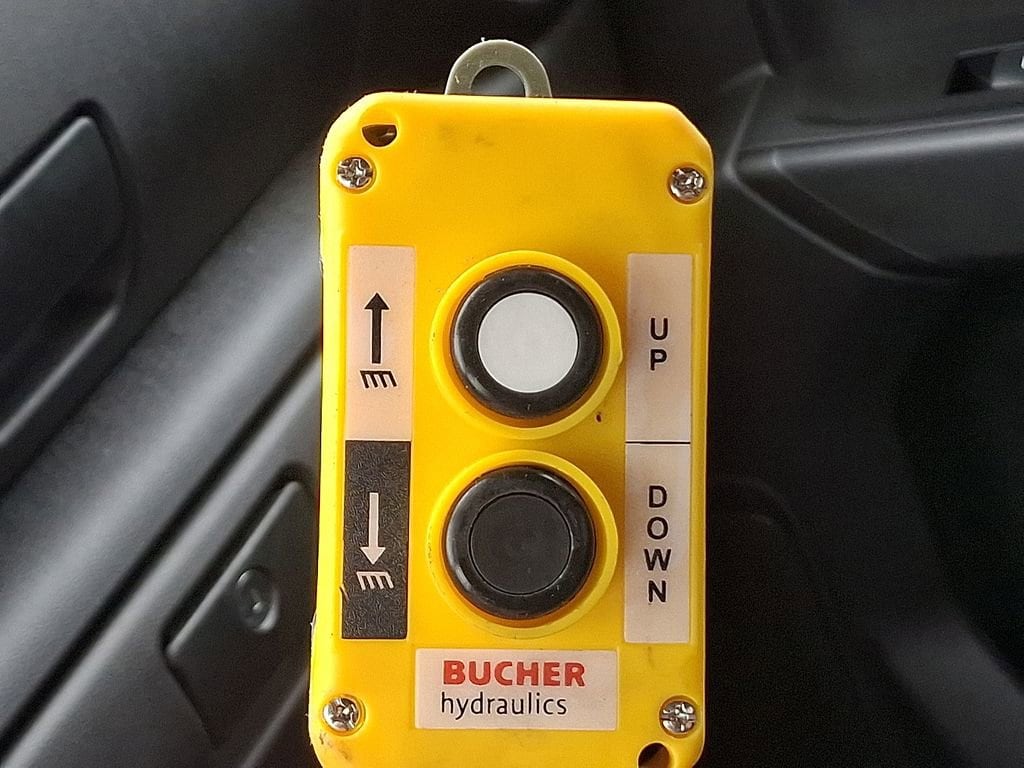 UP
DOWN
BUCHER
hydraulics